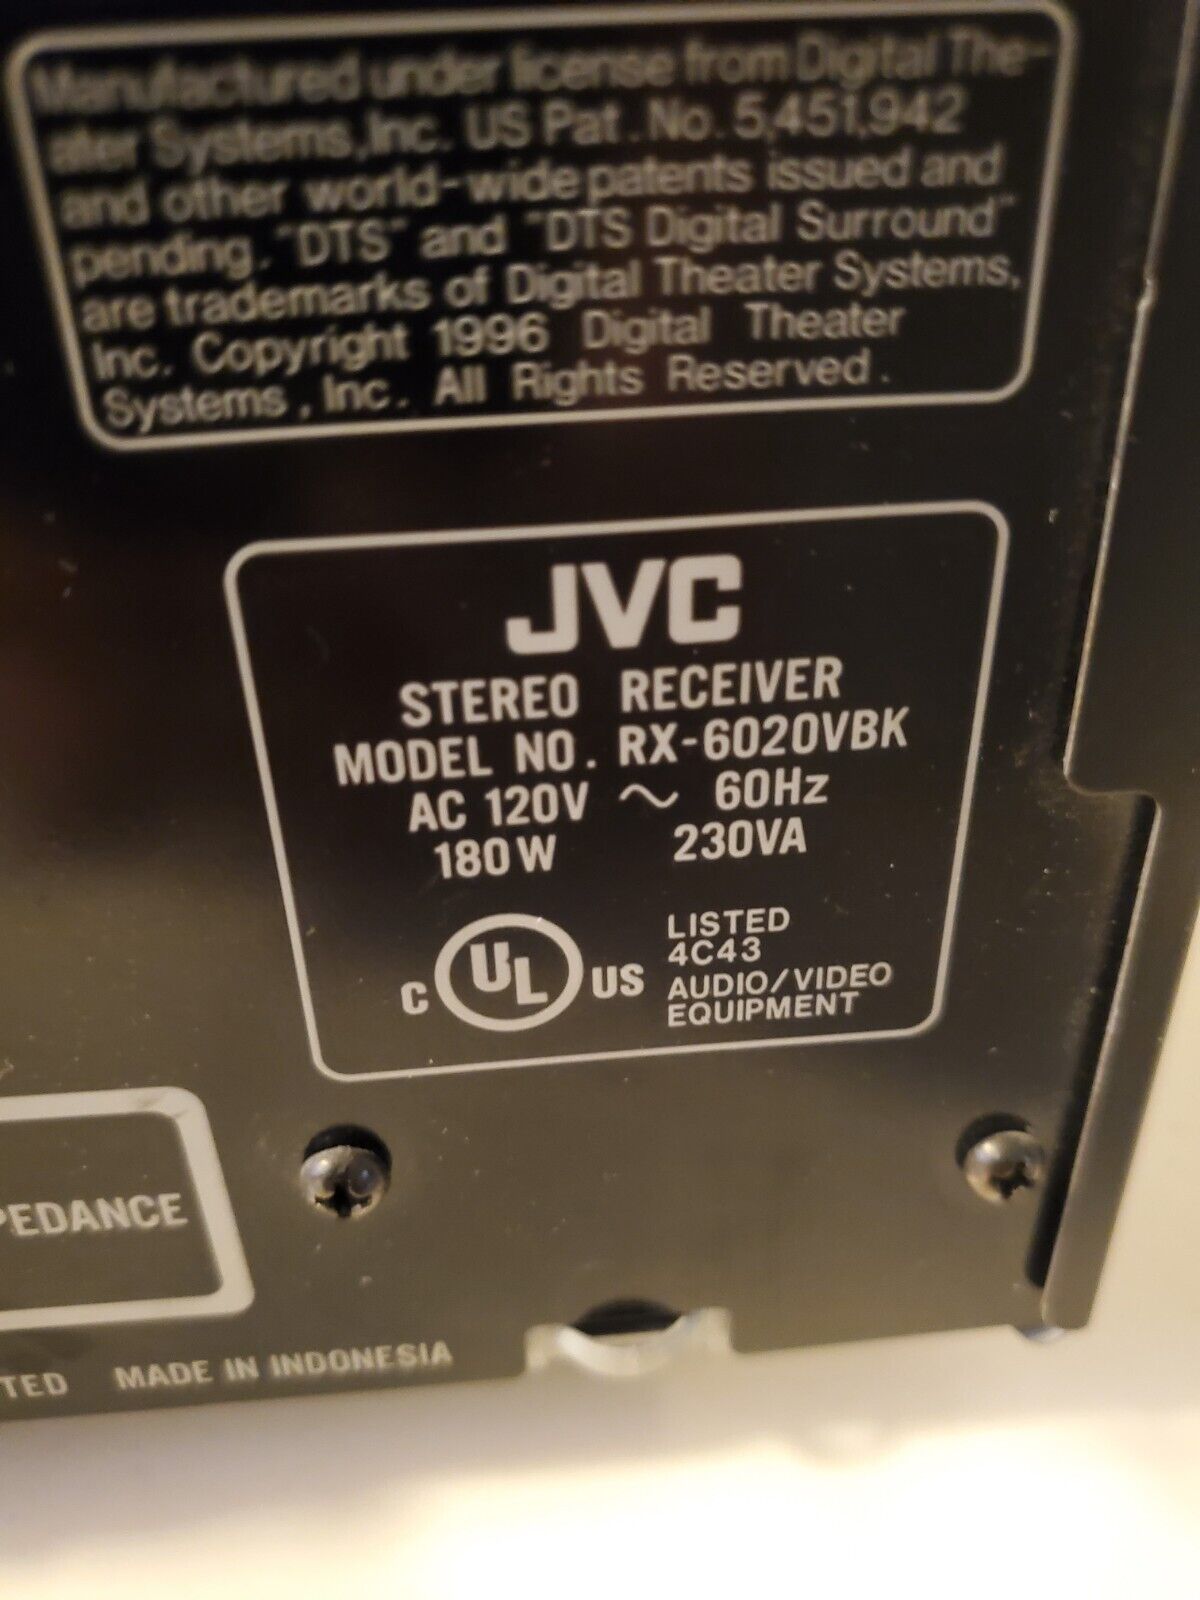 Manufactured under license from Digital The-
ater Systems, Inc. US Pat. No. 5,451,942
and other world-wide patents issued and
pending. "DTS" and "DTS Digital Surround"
are trademarks of Digital Theater Systems,
Inc. Copyright 1996 Digital Theater
Systems, Inc. All Rights Reserved.
JVC
STEREO RECEIVER
MODEL NO. RX-6020VBK
AC 120V ~ 60Hz
180W 230VA
C UL US
LISTED
4C43
AUDIO/VIDEO
EQUIPMENT
PEDANCE
TED MADE IN INDONESIA